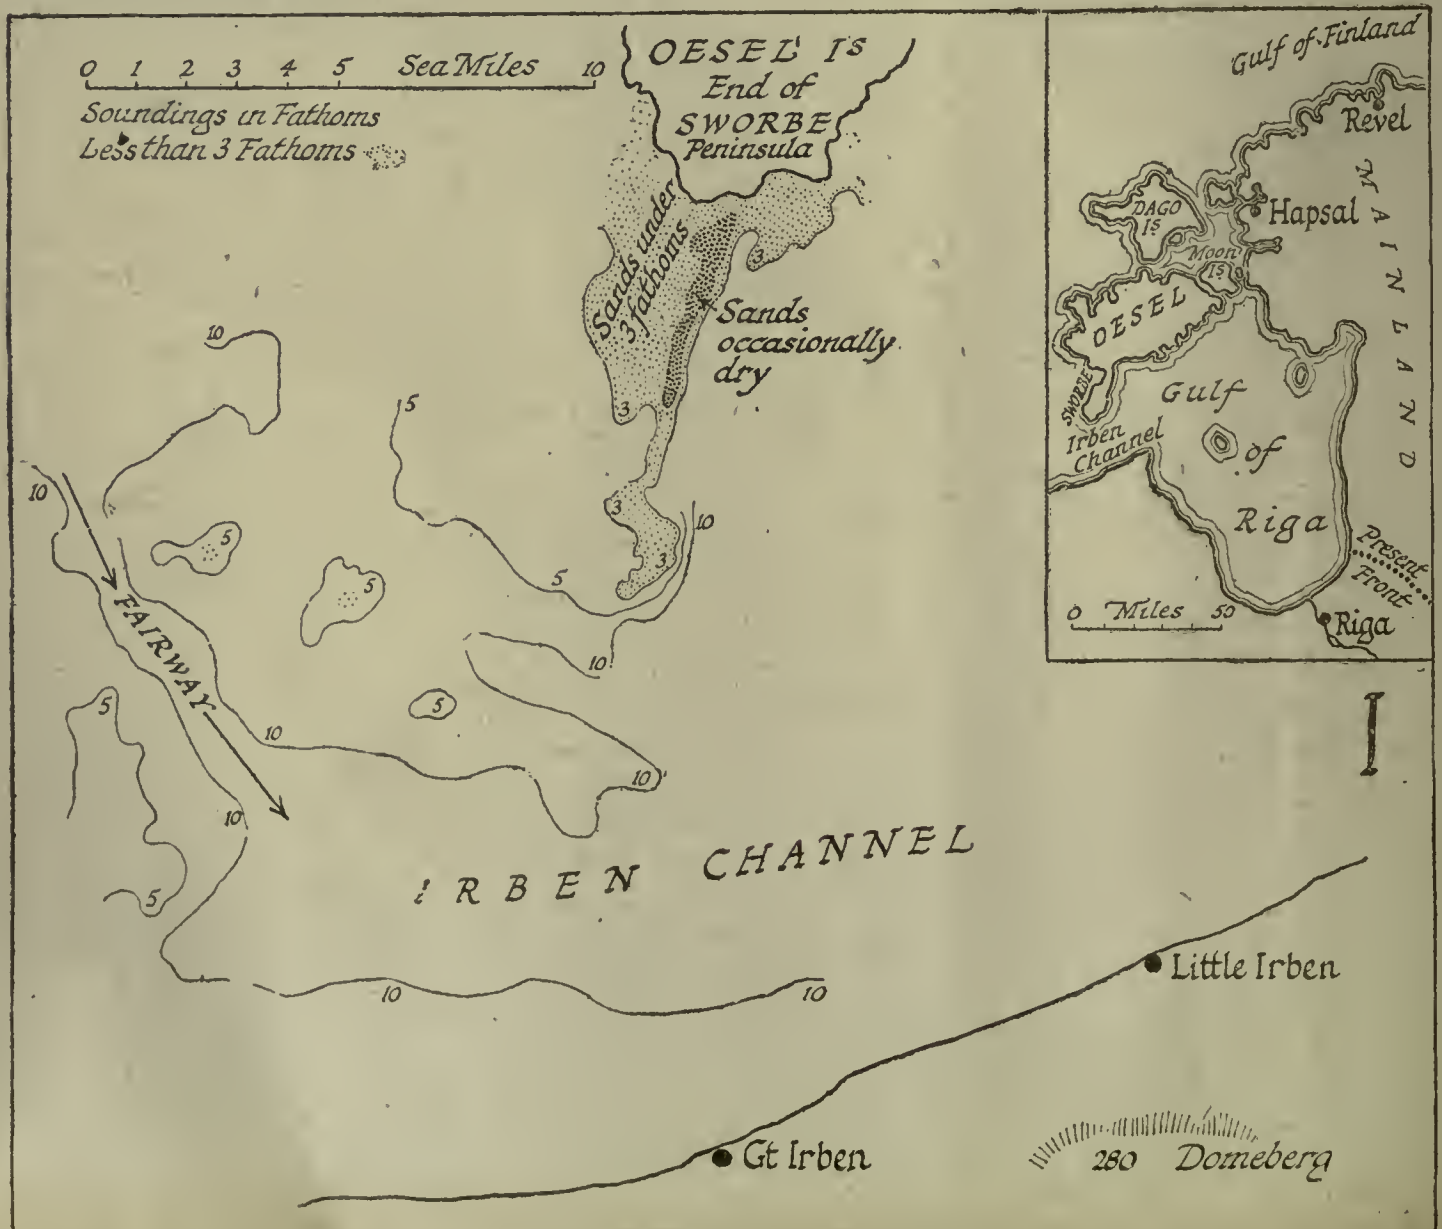 0 1 2 3 4 5 Sea Miles 10
Soundings in Fathoms
Less than 3 Fathoms
OESEL Is
End of
SWORBE
Peninsula
Sands under
3 fathoms
3
Sands
occasionally
dry
3
3
3
10
5
10
10
5
5
5
10
10
FAIRWAY
5
5
10
10
10
5
IRBEN CHANNEL
10
10
Little Irben
Gt Irben
280 Domeberg
Gulf of Finland
Revel
MAINLAND
Hapsal
DAGO
Is
Moon
Is
OESEL
SWORBE
Irben
Channel
Gulf
of
Riga
Present
Front
0 Miles 50
Riga